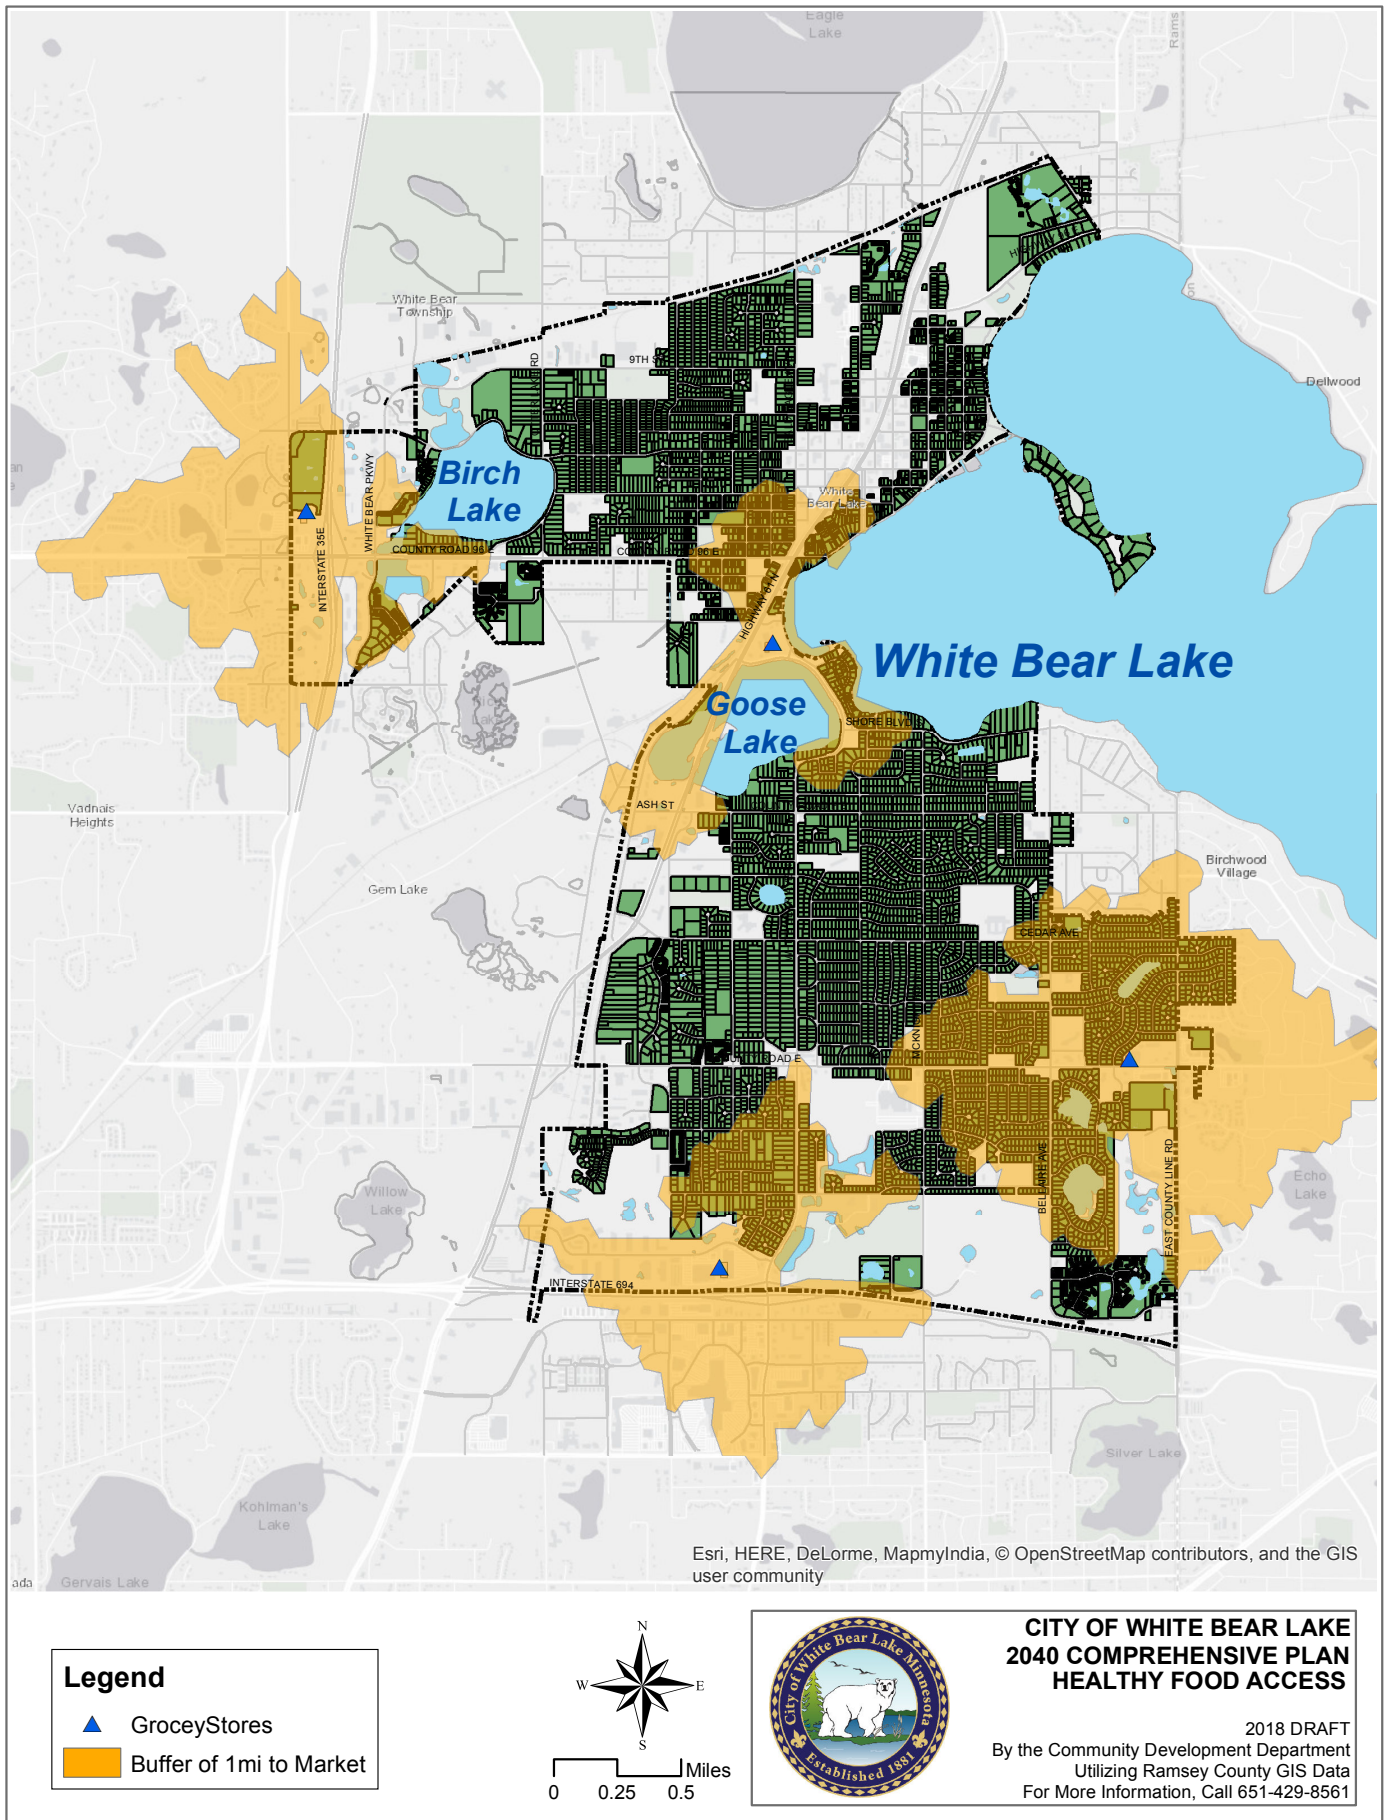 Eagle
Lake
Rams
White Bear
Township
9TH S
Dellwood
Birch
Lake
White
Bear Lake
WHITE BEAR PKWY
INTERSTATE 35E
COUNTY ROAD 96 E
HIGHWAY 61 N
White Bear Lake
Goose
Lake
SHORE BLVD
ASH ST
Vadnais
Heights
Gem Lake
Birchwood
Village
CEDAR AVE
COUNTY ROAD E
BELLAIRE AVE
EAST COUNTY LINE RD
Willow
Lake
Echo
Lake
INTERSTATE 694
Silver Lake
Kohlman's
Lake
Gervais Lake
ada
Esri, HERE, DeLorme, MapmyIndia, © OpenStreetMap contributors, and the GIS
user community
Legend
GroceyStores
Buffer of 1mi to Market
N
W
E
S
Miles
0 0.25 0.5
City of White Bear Lake Minnesota
Established 1881
CITY OF WHITE BEAR LAKE
2040 COMPREHENSIVE PLAN
HEALTHY FOOD ACCESS
2018 DRAFT
By the Community Development Department
Utilizing Ramsey County GIS Data
For More Information, Call 651-429-8561